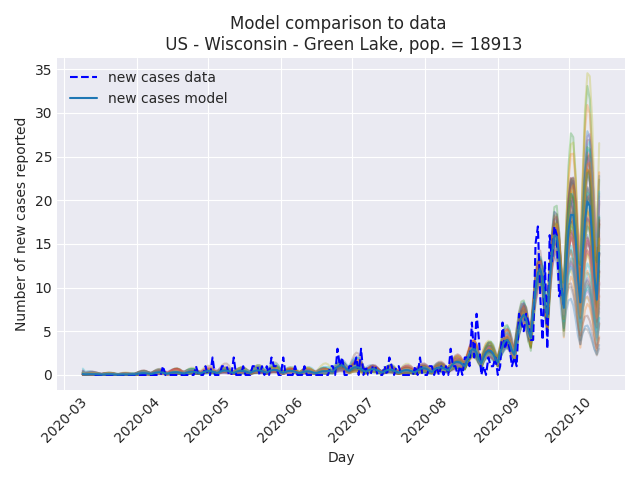 Model comparison to data
US - Wisconsin - Green Lake, pop. = 18913
new cases data
new cases model
Number of new cases reported
35
30
25
20
15
10
5
0
2020-03
2020-04
2020-05
2020-06
2020-07
2020-08
2020-09
2020-10
Day